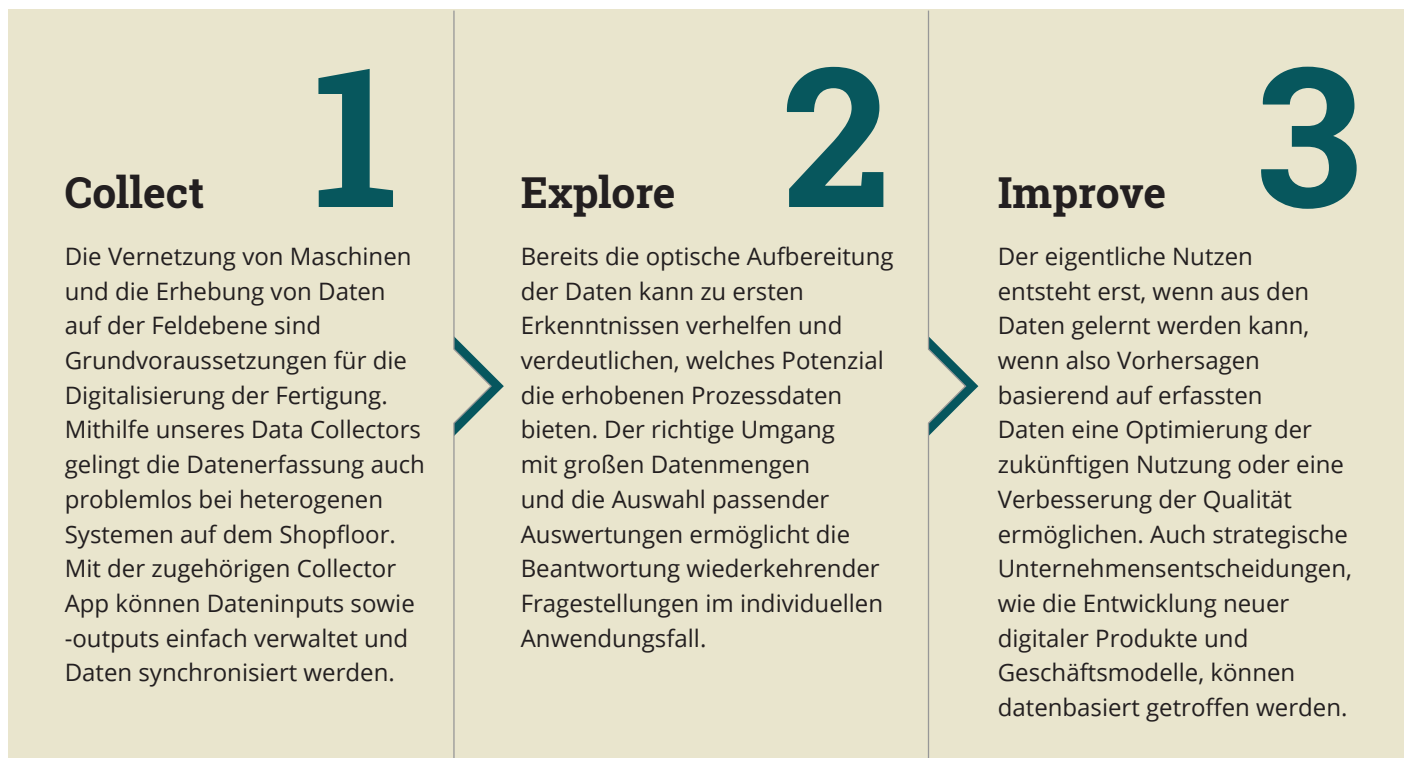 1
Collect
Die Vernetzung von Maschinen
und die Erhebung von Daten
auf der Feldebene sind
Grundvoraussetzungen für die
Digitalisierung der Fertigung.
Mithilfe unseres Data Collectors
gelingt die Datenerfassung auch
problemlos bei heterogenen
Systemen auf dem Shopfloor.
Mit der zugehörigen Collector
App können Dateninputs sowie
-outputs einfach verwaltet und
Daten synchronisiert werden.
2
Explore
Bereits die optische Aufbereitung
der Daten kann zu ersten
Erkenntnissen verhelfen und
verdeutlichen, welches Potenzial
die erhobenen Prozessdaten
bieten. Der richtige Umgang
mit großen Datenmengen
und die Auswahl passender
Auswertungen ermöglicht die
Beantwortung wiederkehrender
Fragestellungen im individuellen
Anwendungsfall.
3
Improve
Der eigentliche Nutzen
entsteht erst, wenn aus den
Daten gelernt werden kann,
wenn also Vorhersagen
basierend auf erfassten
Daten eine Optimierung der
zukünftigen Nutzung oder eine
Verbesserung der Qualität
ermöglichen. Auch strategische
Unternehmensentscheidungen,
wie die Entwicklung neuer
digitaler Produkte und
Geschäftsmodelle, können
datenbasiert getroffen werden.